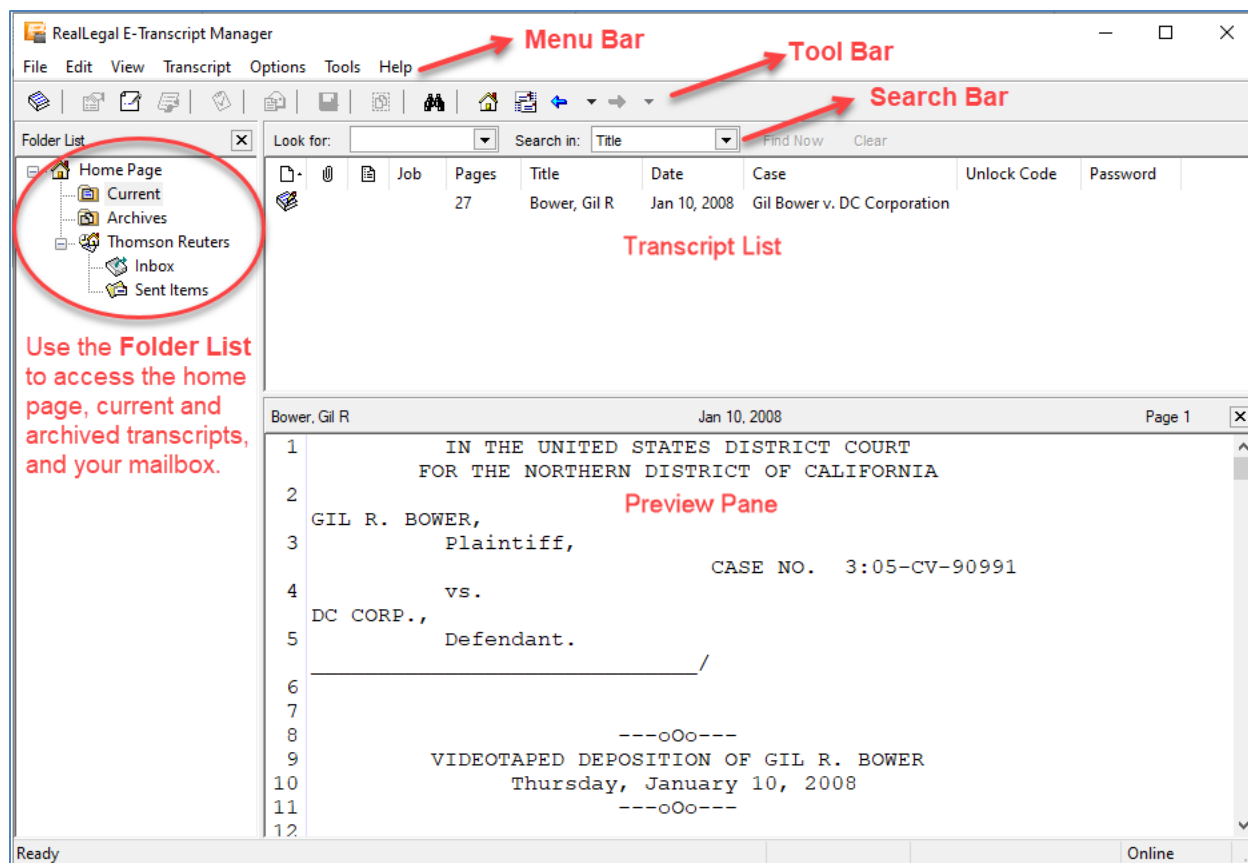 RealLegal E-Transcript Manager
Menu Bar
Tool Bar
File Edit View Transcript Options Tools Help
Search Bar
Folder List
Look for: Search in: Title Find Now Clear
Home Page
Current
Archives
Thomson Reuters
Inbox
Sent Items
Job Pages Title Date Case Unlock Code Password
27 Bower, Gil R Jan 10, 2008 Gil Bower v. DC Corporation
Transcript List
Use the Folder List
to access the home
page, current and
archived transcripts,
and your mailbox.
Bower, Gil R Jan 10, 2008 Page 1
1 IN THE UNITED STATES DISTRICT COURT
FOR THE NORTHERN DISTRICT OF CALIFORNIA
2
Preview Pane
GIL R. BOWER,
3 Plaintiff,
CASE NO. 3:05-CV-90991
4 vs.
DC CORP.,
5 Defendant.
______________________________/
6
7
8 ---oOo---
9 VIDEOTAPED DEPOSITION OF GIL R. BOWER
10 Thursday, January 10, 2008
11 ---oOo---
12
Ready Online